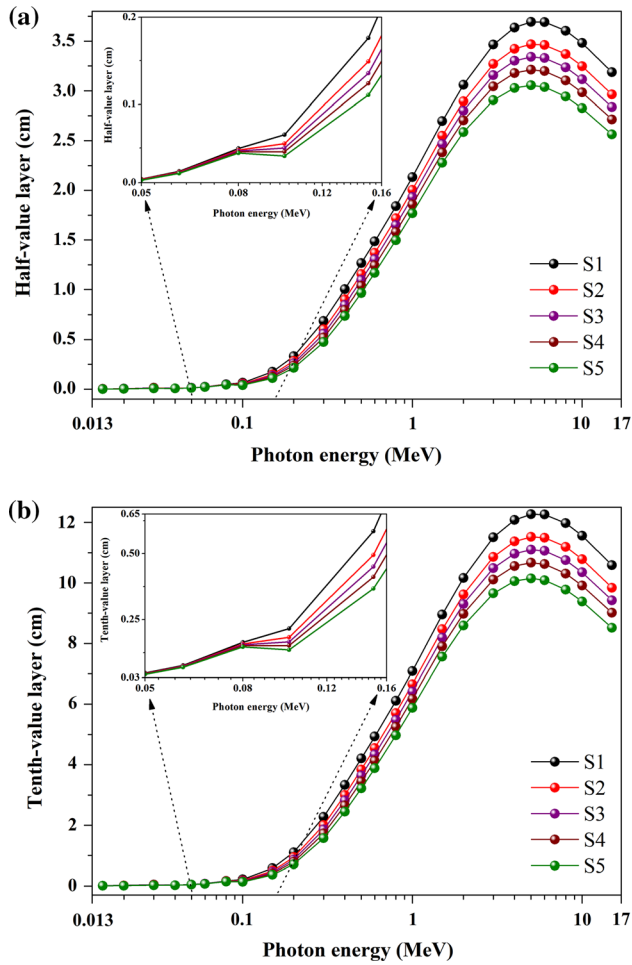 (a)
Half-value layer (cm)
3.5
3.0
2.5
2.0
1.5
1.0
0.5
0.0
0.013
0.1
1
10
17
Photon energy (MeV)
Half-value layer (cm)
0.2
0.1
0.0
0.05
0.08
0.12
0.16
Photon energy (MeV)
S1
S2
S3
S4
S5
(b)
Tenth-value layer (cm)
12
10
8
6
4
2
0
0.013
0.1
1
10
17
Photon energy (MeV)
Tenth-value layer (cm)
0.65
0.50
0.25
0.03
0.05
0.08
0.12
0.16
Photon energy (MeV)
S1
S2
S3
S4
S5